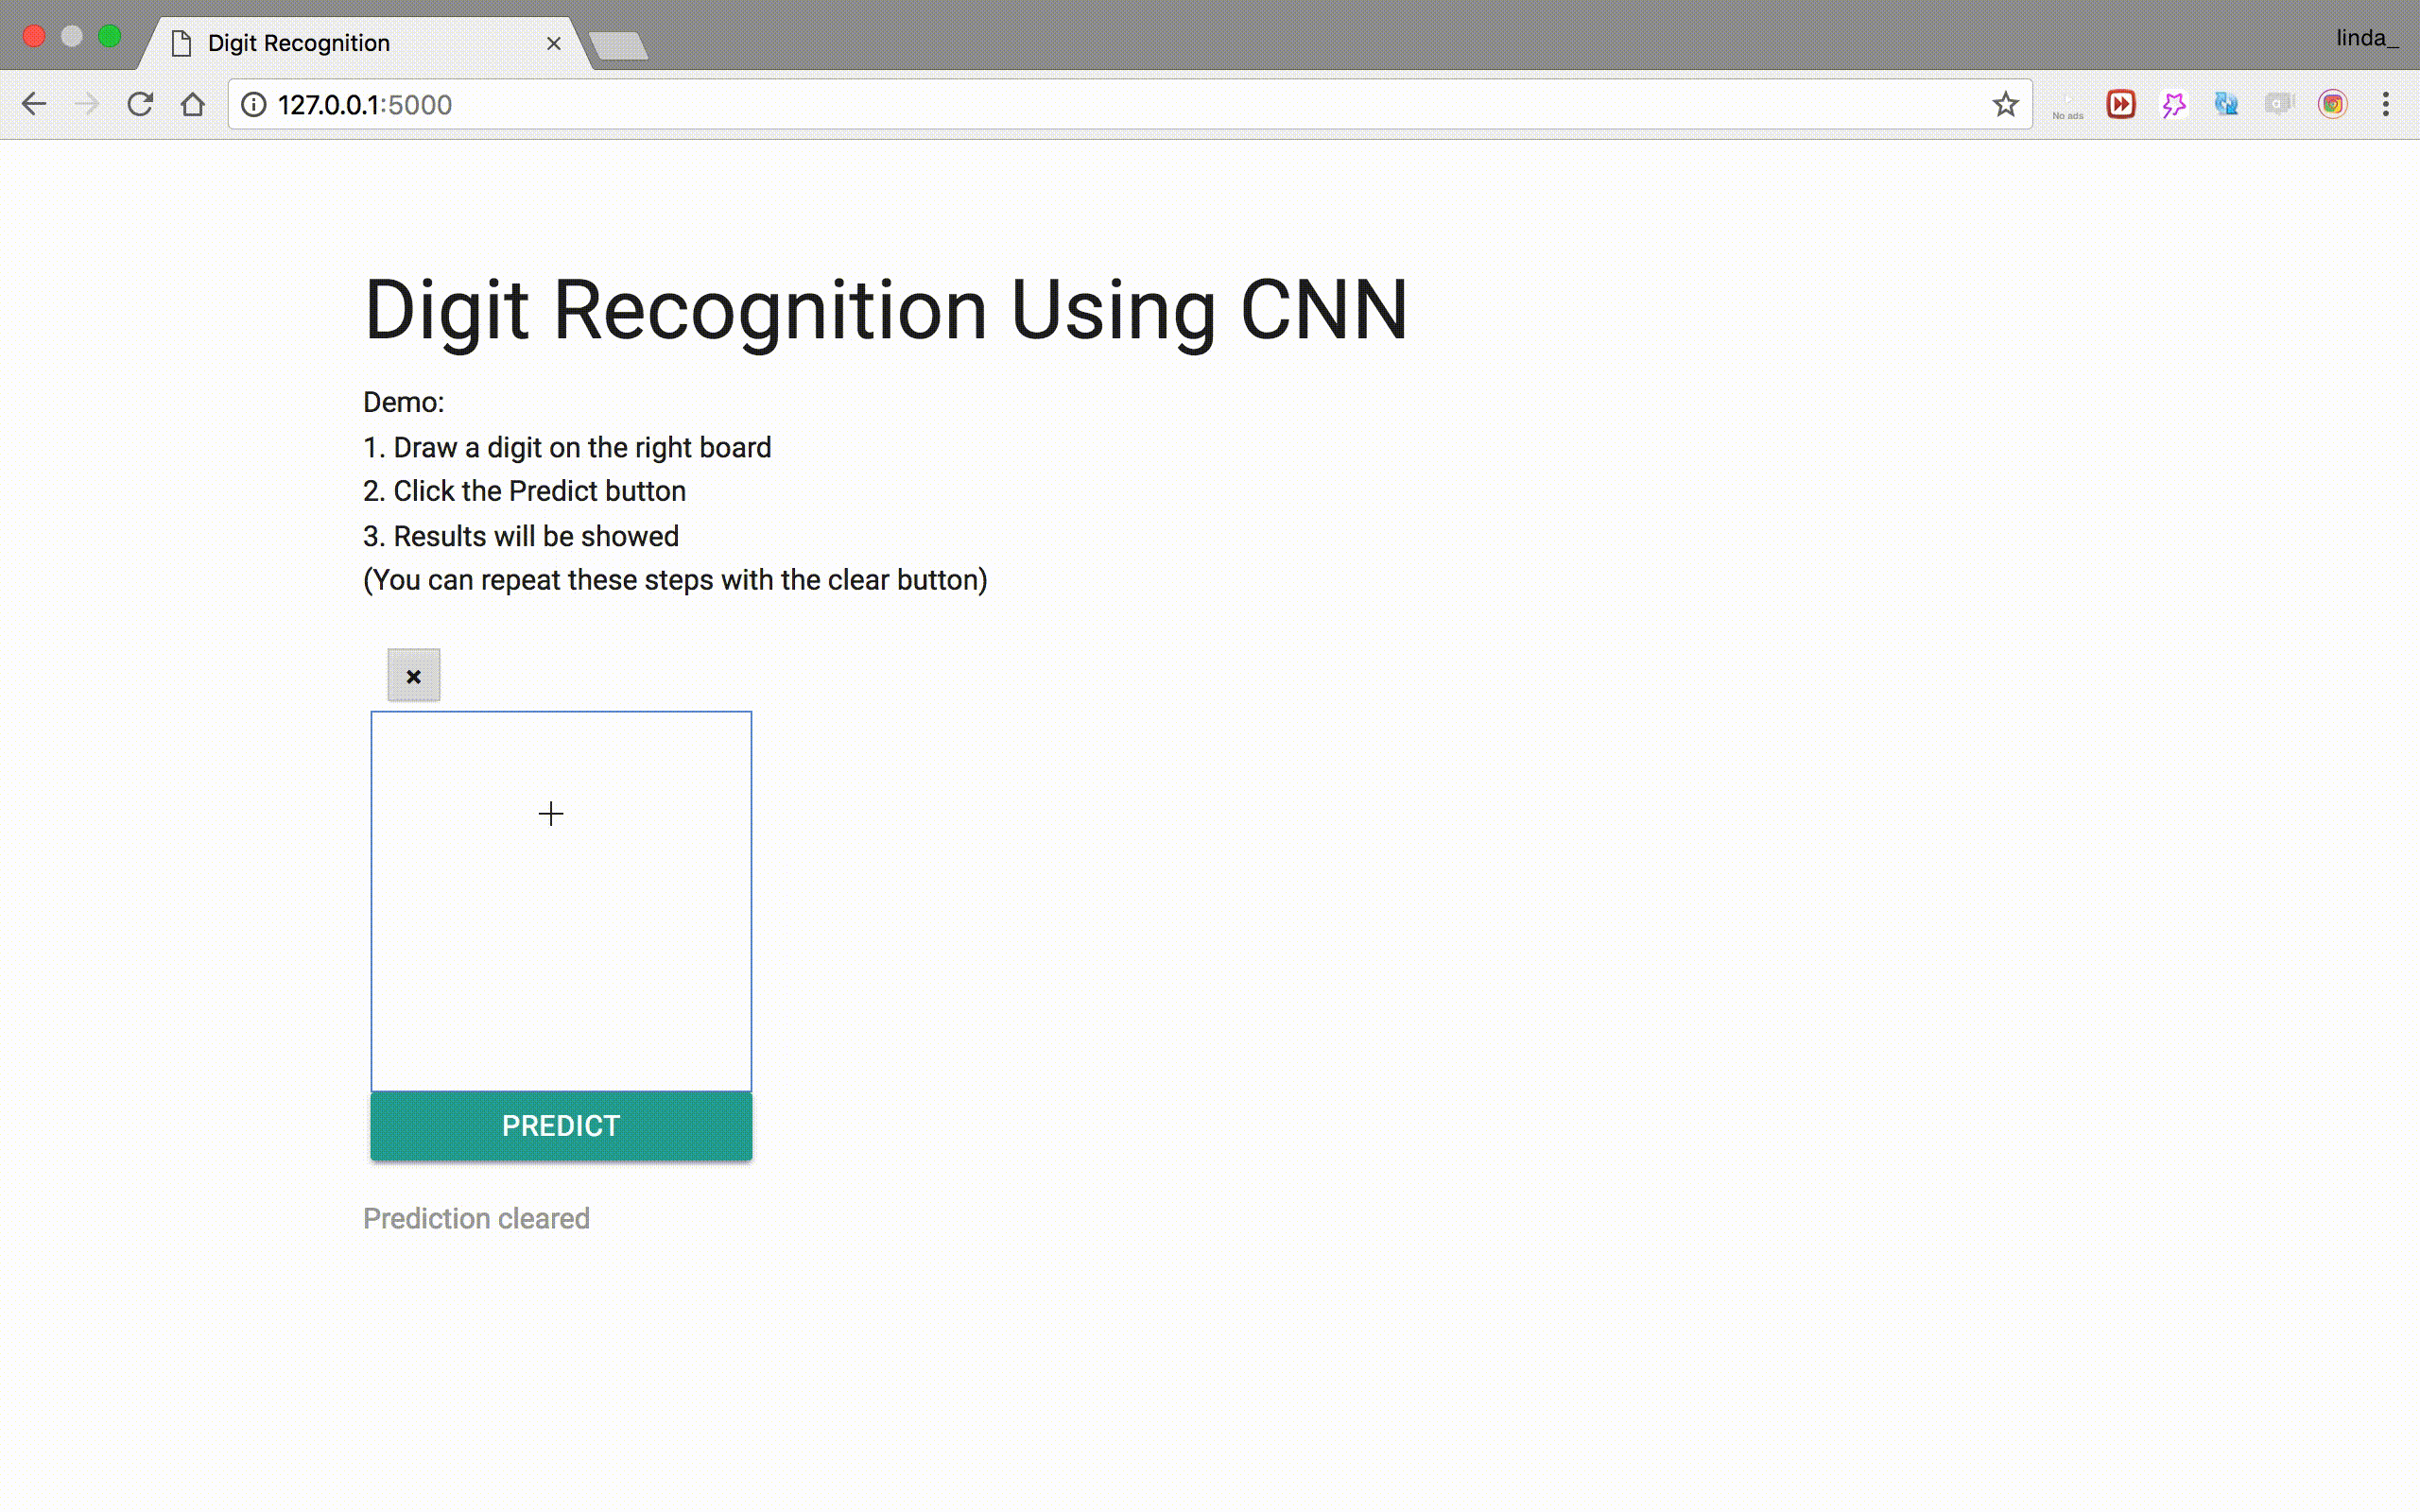 Digit Recognition
linda_
127.0.0.1:5000
No ads
Digit Recognition Using CNN
Demo:
1. Draw a digit on the right board
2. Click the Predict button
3. Results will be showed
(You can repeat these steps with the clear button)
PREDICT
Prediction cleared